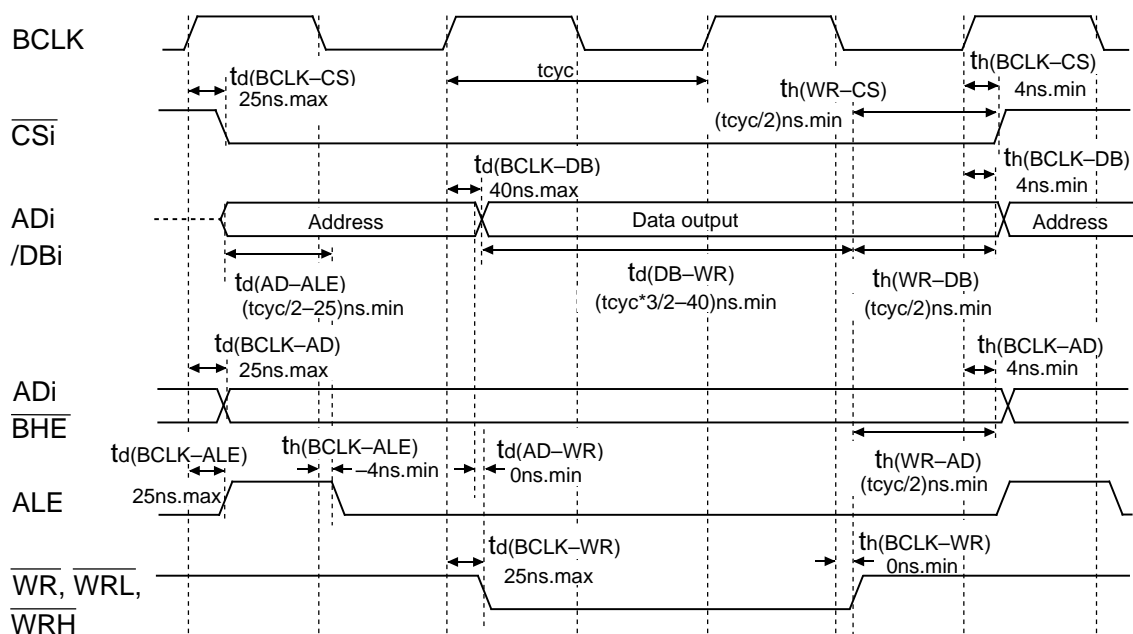 BCLK
td(BCLK–CS)
25ns.max
tcyc
th(WR–CS)
(tcyc/2)ns.min
th(BCLK–CS)
4ns.min
CSi
td(BCLK–DB)
40ns.max
th(BCLK–DB)
4ns.min
ADi
/DBi
Address
Data output
Address
td(AD–ALE)
(tcyc/2–25)ns.min
td(DB–WR)
(tcyc*3/2–40)ns.min
th(WR–DB)
(tcyc/2)ns.min
td(BCLK–AD)
25ns.max
th(BCLK–AD)
4ns.min
ADi
BHE
td(BCLK–ALE)
25ns.max
th(BCLK–ALE)
–4ns.min
td(AD–WR)
0ns.min
th(WR–AD)
(tcyc/2)ns.min
ALE
td(BCLK–WR)
25ns.max
th(BCLK–WR)
0ns.min
WR, WRL,
WRH